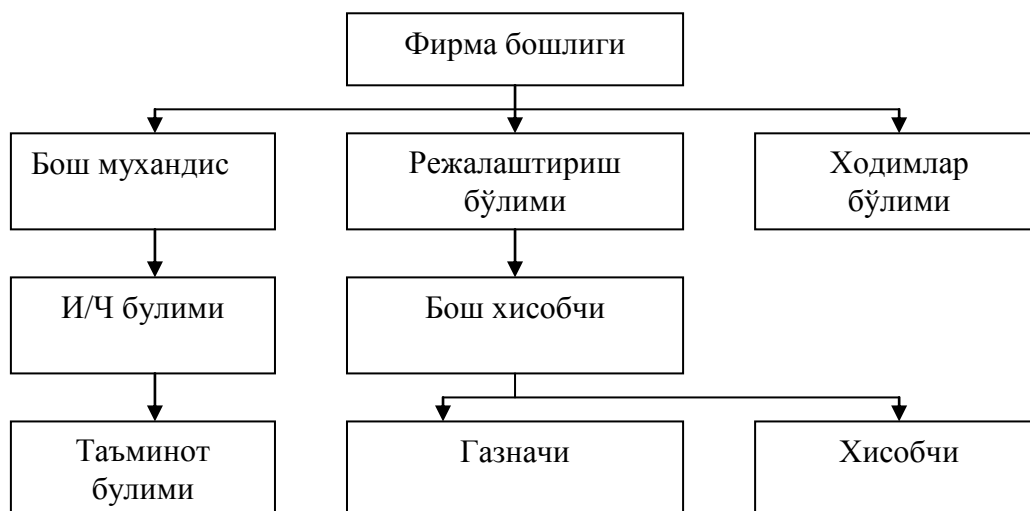 Фирма бошлиги
Бош мухандис
Режалаштириш
бўлими
Ходимлар
бўлими
И/Ч булими
Бош хисобчи
Таъминот
булими
Газначи
Хисобчи